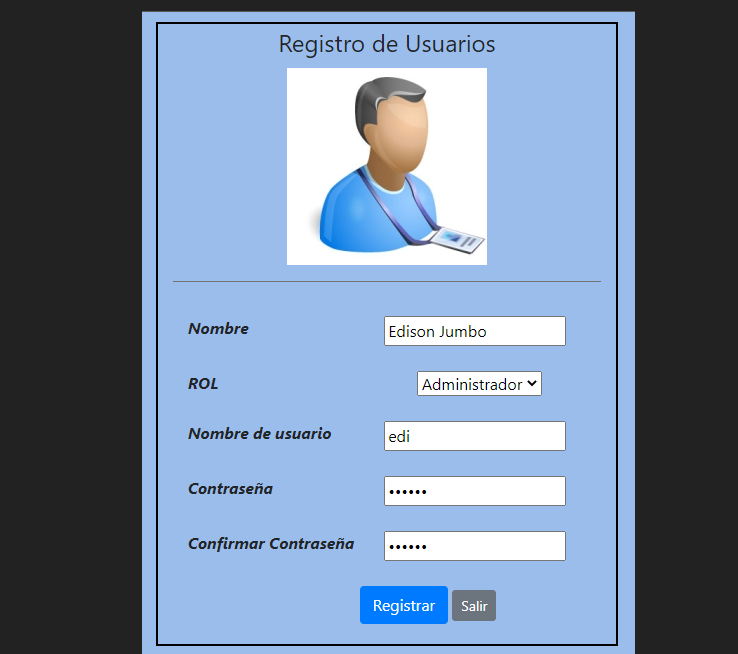 Registro de Usuarios
Nombre Edison Jumbo
ROL Administrador
Nombre de usuario edi
Contraseña ••••••
Confirmar Contraseña ••••••
Registrar Salir